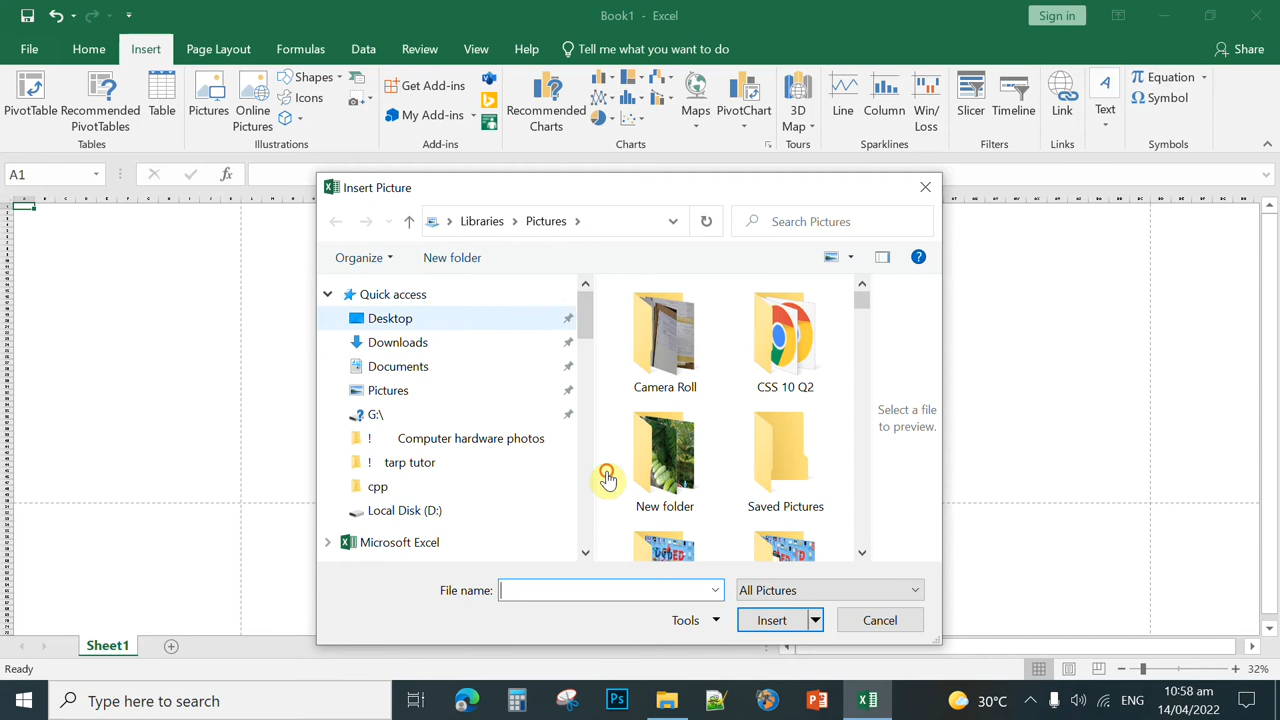 Book1 - Excel
Sign in
File
Home
Insert
Page Layout
Formulas
Data
Review
View
Help
Tell me what you want to do
Share
PivotTable
Recommended
PivotTables
Table
Tables
Pictures
Online
Pictures
Shapes
Icons
Illustrations
Get Add-ins
My Add-ins
Add-ins
Recommended
Charts
Maps
PivotChart
Charts
3D
Map
Tours
Line
Column
Win/
Loss
Sparklines
Slicer
Timeline
Filters
Link
Links
Text
Equation
Symbol
Symbols
A1
fx
Insert Picture
Libraries
Pictures
Search Pictures
Organize
New folder
Quick access
Desktop
Downloads
Documents
Pictures
G:\
! Computer hardware photos
! tarp tutor
cpp
Local Disk (D:)
Microsoft Excel
Camera Roll
CSS 10 Q2
New folder
Saved Pictures
Select a file
to preview.
File name:
All Pictures
Tools
Insert
Cancel
Sheet1
Ready
32%
Type here to search
30°C
ENG
10:58 am
14/04/2022